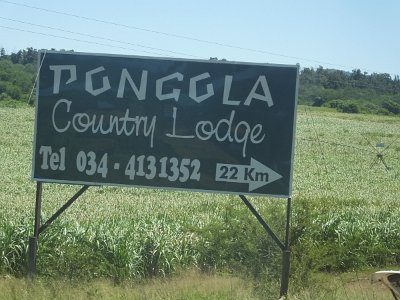 PONGOLA
Country Lodge
Tel 034 - 4131352
22 Km